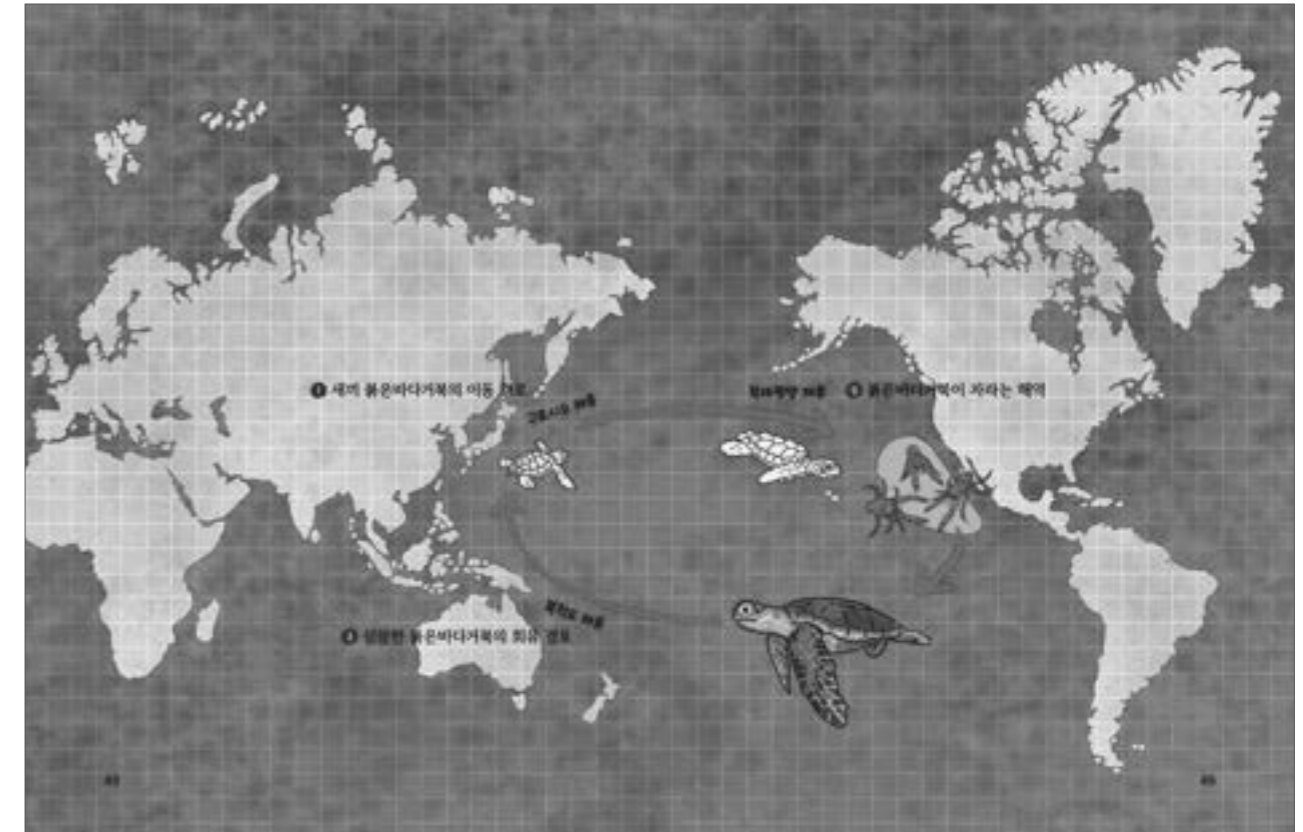 ❶ 새끼 붉은바다거북의 이동 경로
쿠로시오 해류
북태평양 해류
❷ 붉은바다거북이 자라는 해역
북적도 해류
❸ 성장한 붉은바다거북의 회유 경로